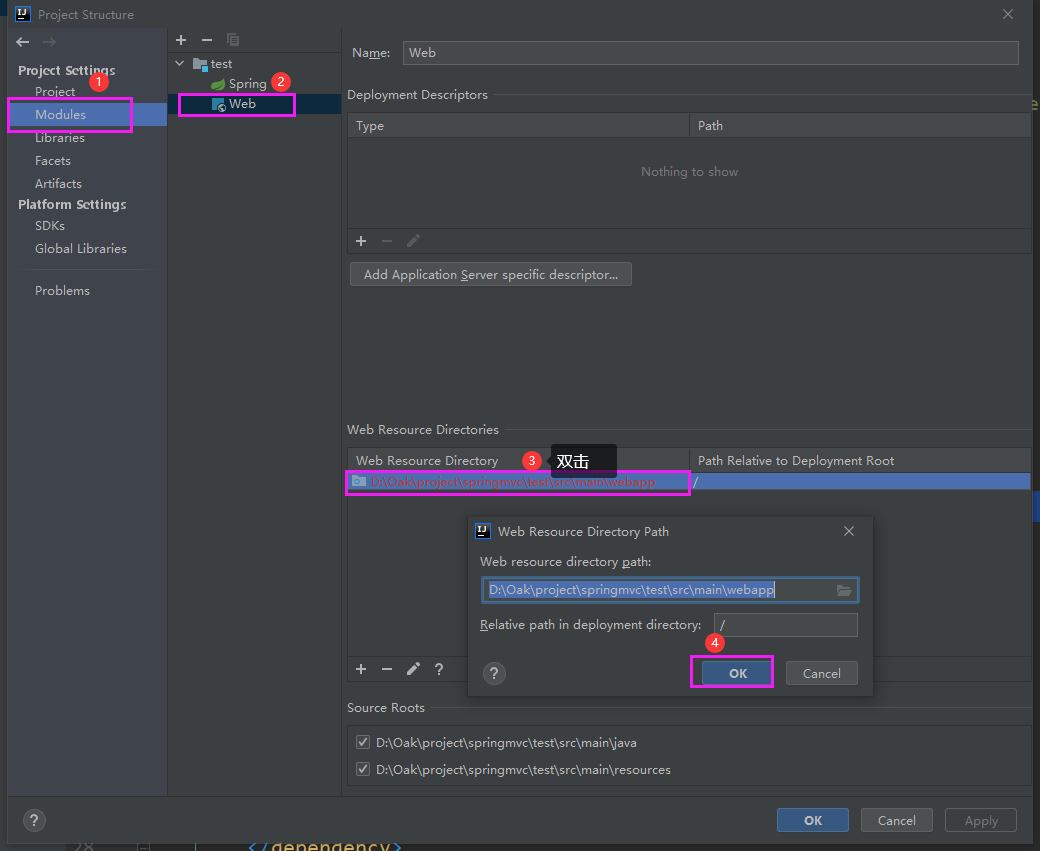 Project Structure
Project Settings
1
Project
Modules
Libraries
Facets
Artifacts
Platform Settings
SDKs
Global Libraries
Problems
test
Spring
2
Web
Name: Web
Deployment Descriptors
Type Path
Nothing to show
Add Application Server specific descriptor...
Web Resource Directories
Web Resource Directory Path Relative to Deployment Root
3 双击
D:\Oak\project\springmvc\test\src\main\webapp /
Web Resource Directory Path
Web resource directory path:
D:\Oak\project\springmvc\test\src\main\webapp
Relative path in deployment directory: /
4
? OK Cancel
?
Source Roots
D:\Oak\project\springmvc\test\src\main\java
D:\Oak\project\springmvc\test\src\main\resources
? OK Cancel Apply
28 </dependency>